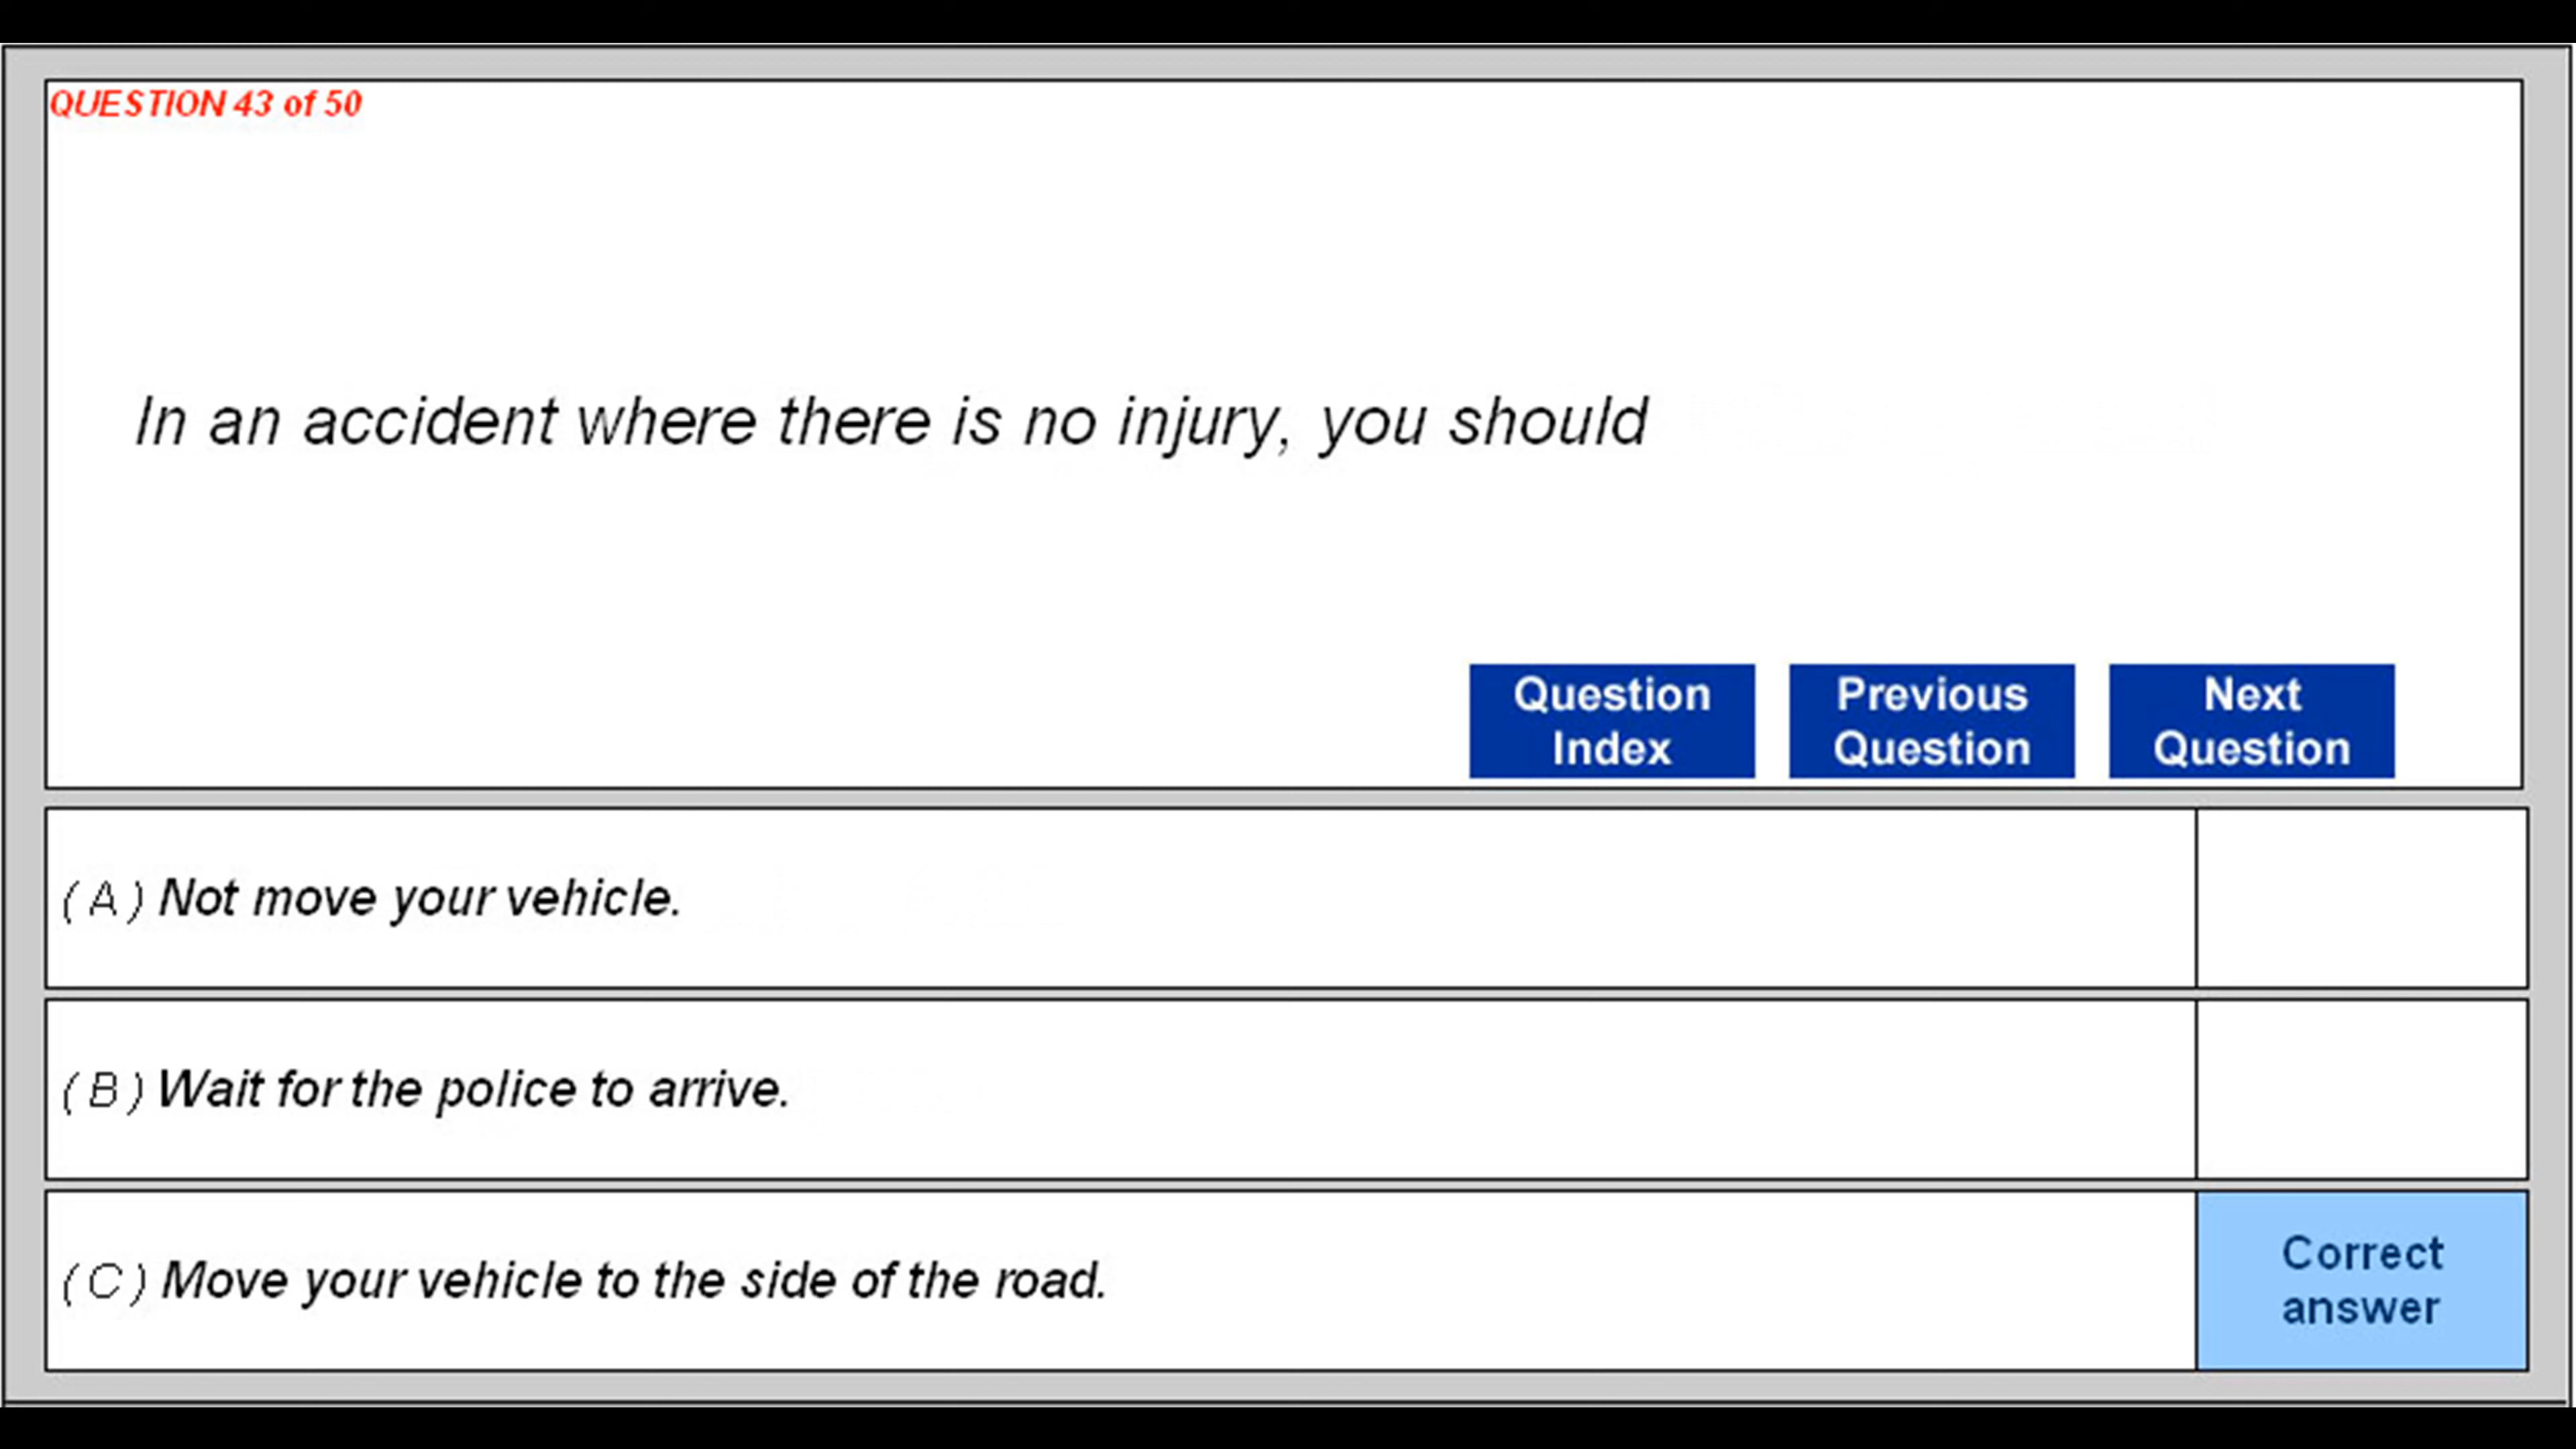 QUESTION 43 of 50
In an accident where there is no injury, you should
Question
Index
Previous
Question
Next
Question
(A) Not move your vehicle.
(B) Wait for the police to arrive.
(C) Move your vehicle to the side of the road.
Correct
answer